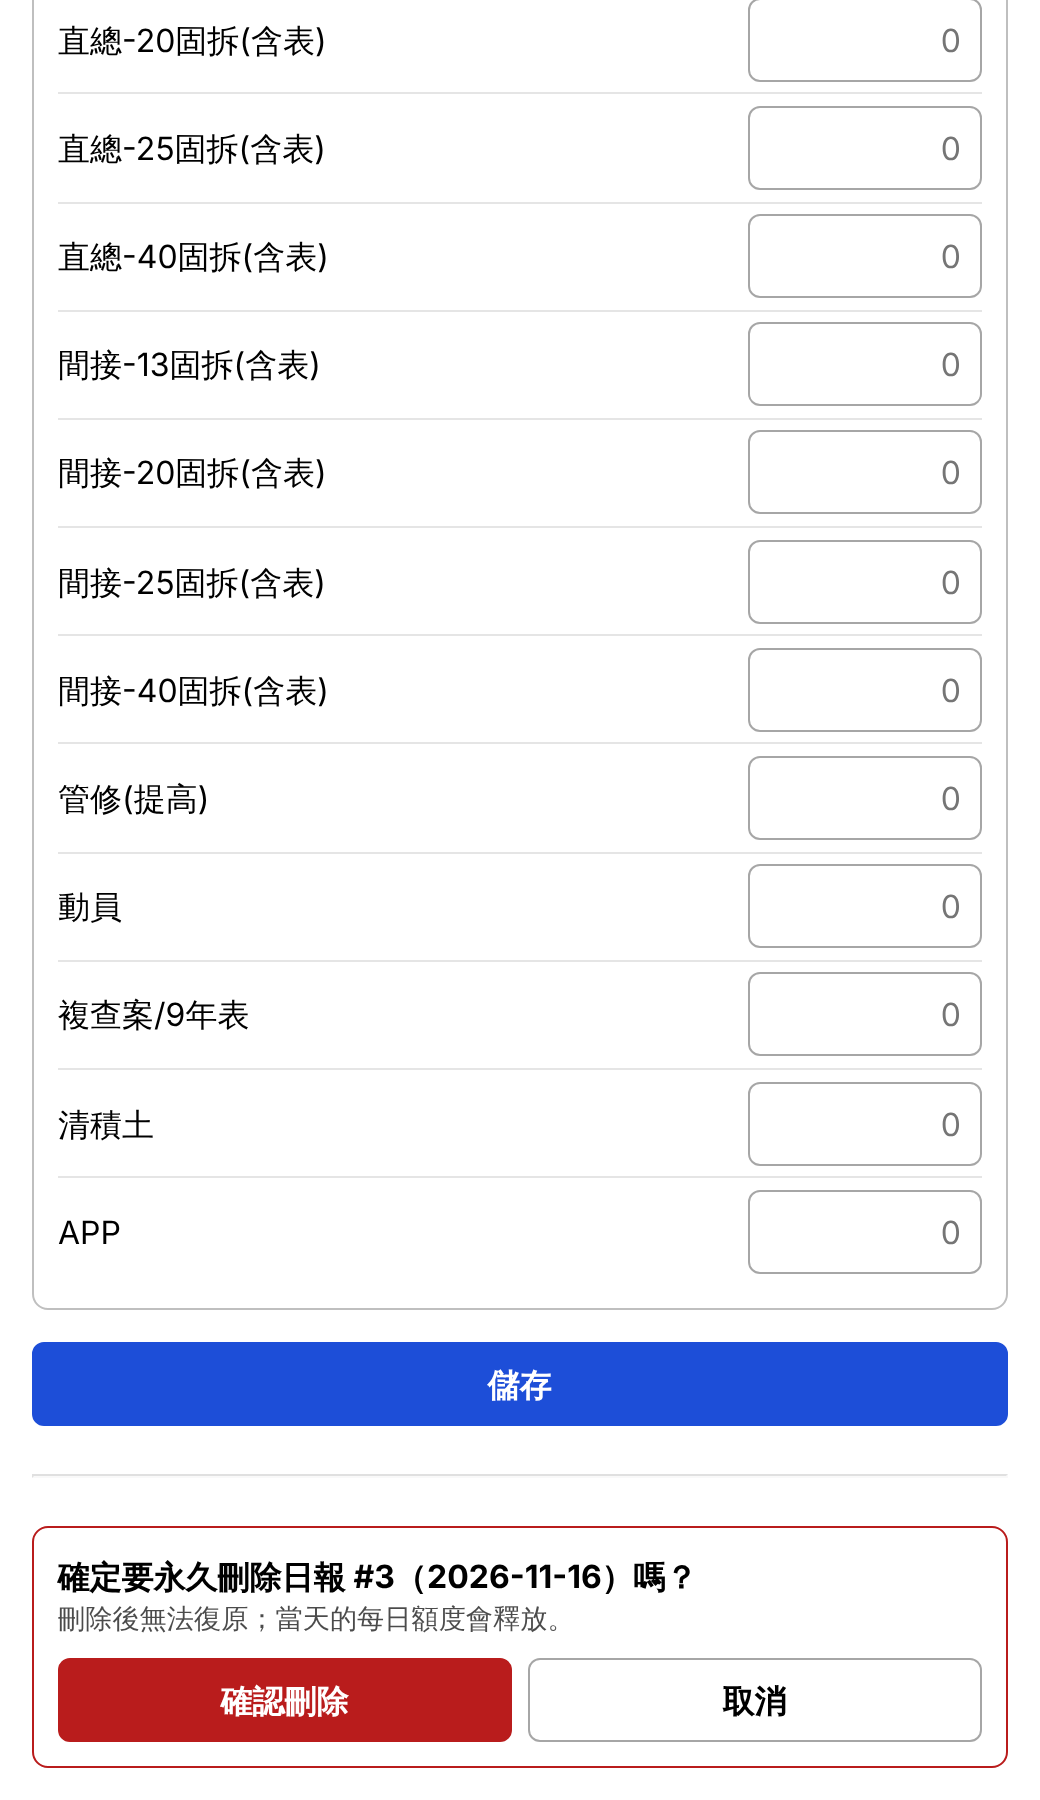 直總-20固拆(含表)
0
直總-25固拆(含表)
0
直總-40固拆(含表)
0
間接-13固拆(含表)
0
間接-20固拆(含表)
0
間接-25固拆(含表)
0
間接-40固拆(含表)
0
管修(提高)
0
動員
0
複查案/9年表
0
清積土
0
APP
0
儲存
確定要永久刪除日報 #3（2026-11-16）嗎？
刪除後無法復原；當天的每日額度會釋放。
確認刪除
取消